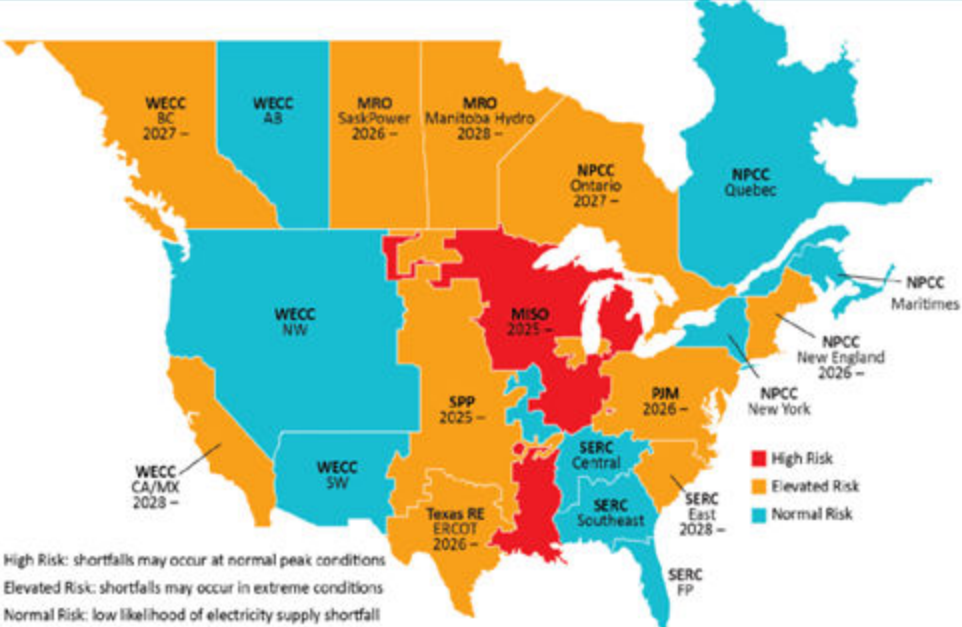 WECC
BC
2027 –
WECC
AB
MRO
SaskPower
2026 –
MRO
Manitoba Hydro
2028 –
NPCC
Ontario
2027 –
NPCC
Quebec
NPCC
Maritimes
WECC
NW
MISO
2025 –
NPCC
New England
2026 –
SPP
2025 –
PJM
2026 –
NPCC
New York
WECC
CA/MX
2028 –
WECC
SW
SERC
Central
High Risk
Elevated Risk
Normal Risk
SERC
Southeast
SERC
East
2028 –
Texas RE
ERCOT
2026 –
SERC
FP
High Risk: shortfalls may occur at normal peak conditions
Elevated Risk: shortfalls may occur in extreme conditions
Normal Risk: low likelihood of electricity supply shortfall